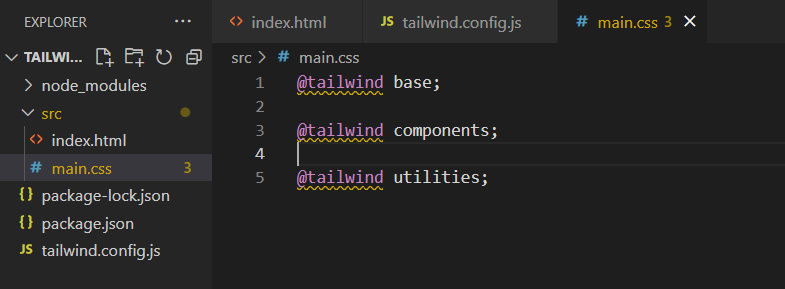 EXPLORER
TAILWI...
node_modules
src
index.html
main.css 3
package-lock.json
package.json
tailwind.config.js
index.html tailwind.config.js main.css 3
src > main.css
1 @tailwind base;
2
3 @tailwind components;
4
5 @tailwind utilities;